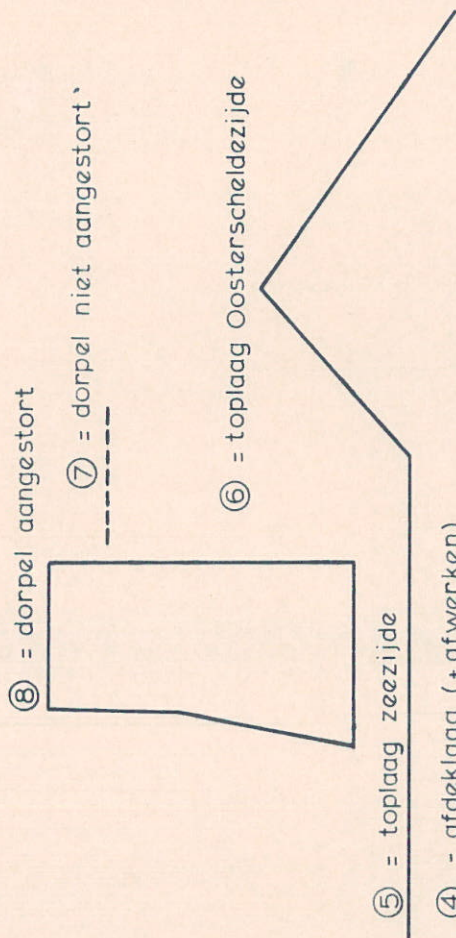 ⑧ = dorpel aangestort
⑦ = dorpel niet aangestort`
⑥ = toplaag Oosterscheldezijde
⑤ = toplaag zeezijde
④ = afdeklaag (+afwerken)